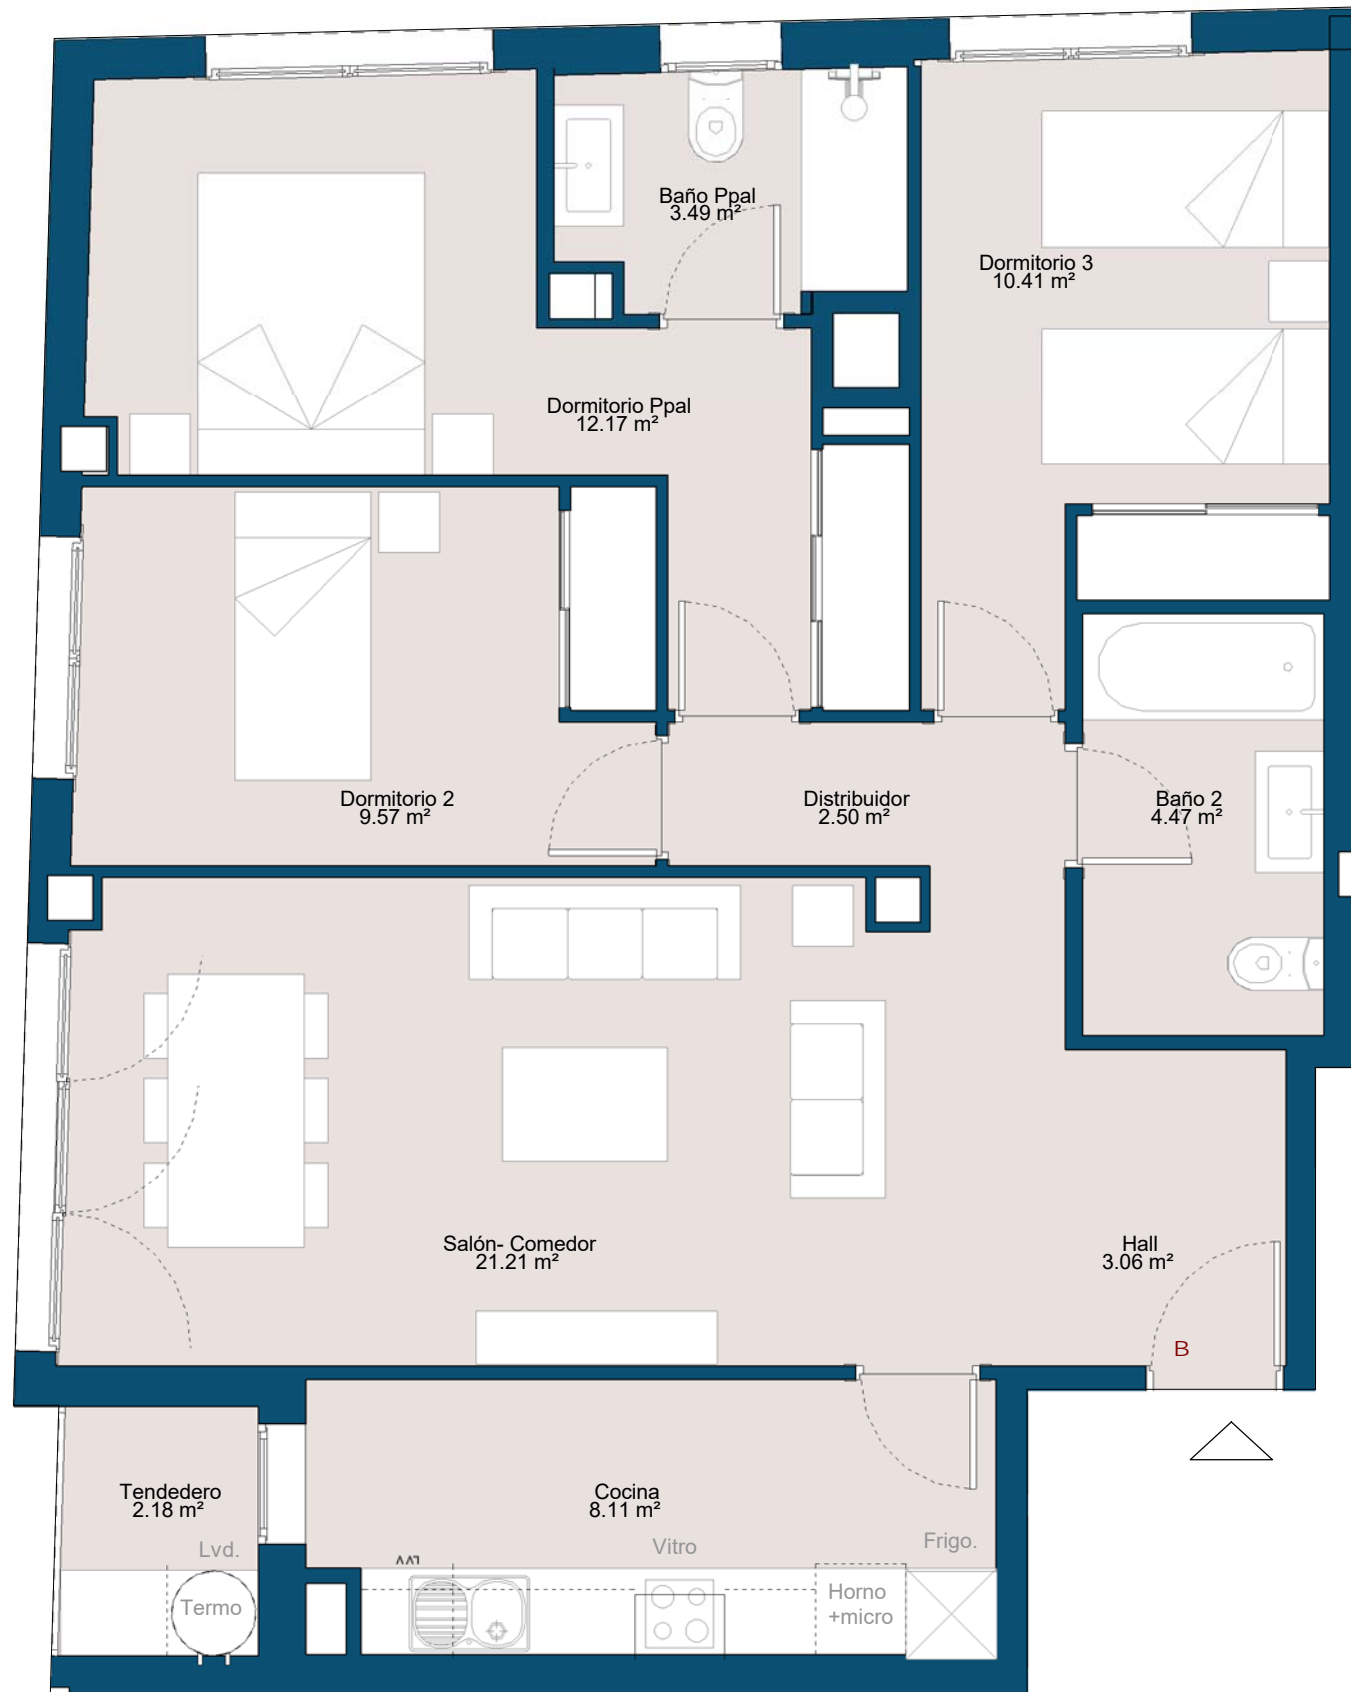 Baño Ppal
3.49 m²
Dormitorio 3
10.41 m²
Dormitorio Ppal
12.17 m²
Dormitorio 2
9.57 m²
Distribuidor
2.50 m²
Baño 2
4.47 m²
Salón- Comedor
21.21 m²
Hall
3.06 m²
B
Tendedero
2.18 m²
Cocina
8.11 m²
Lvd.
Vitro
Frigo.
Termo
Horno
+micro